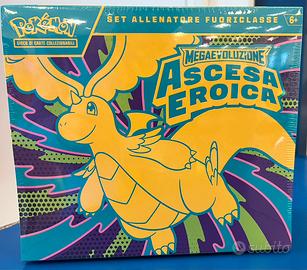 Pokémon
GIOCO DI CARTE COLLEZIONABILI
SET ALLENATORE FUORICLASSE
6+
MEGAEVOLUZIONE
ASCESA
EROICA
subito